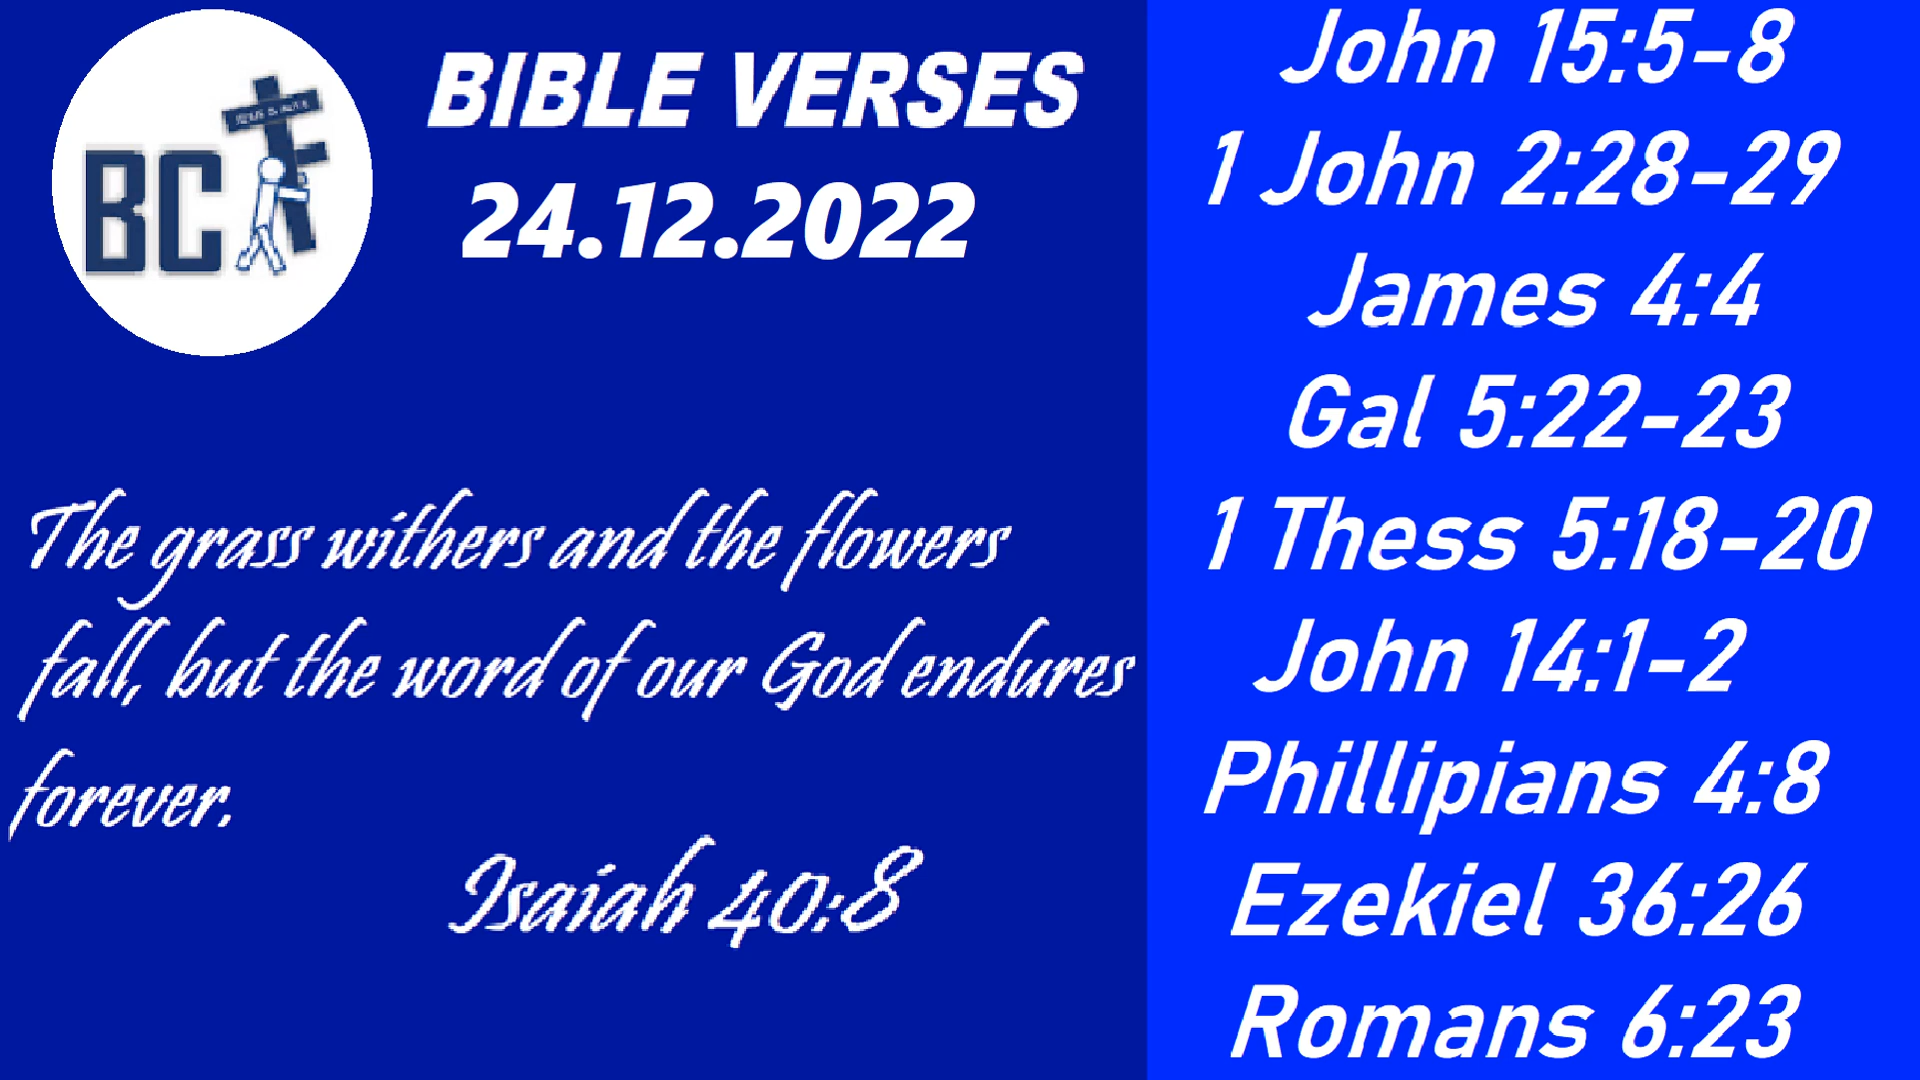 BC
BIBLE VERSES
24.12.2022
The grass withers and the flowers
fall, but the word of our God endures
forever.
Isaiah 40:8
John 15:5-8
1 John 2:28-29
James 4:4
Gal 5:22-23
1 Thess 5:18-20
John 14:1-2
Phillipians 4:8
Ezekiel 36:26
Romans 6:23